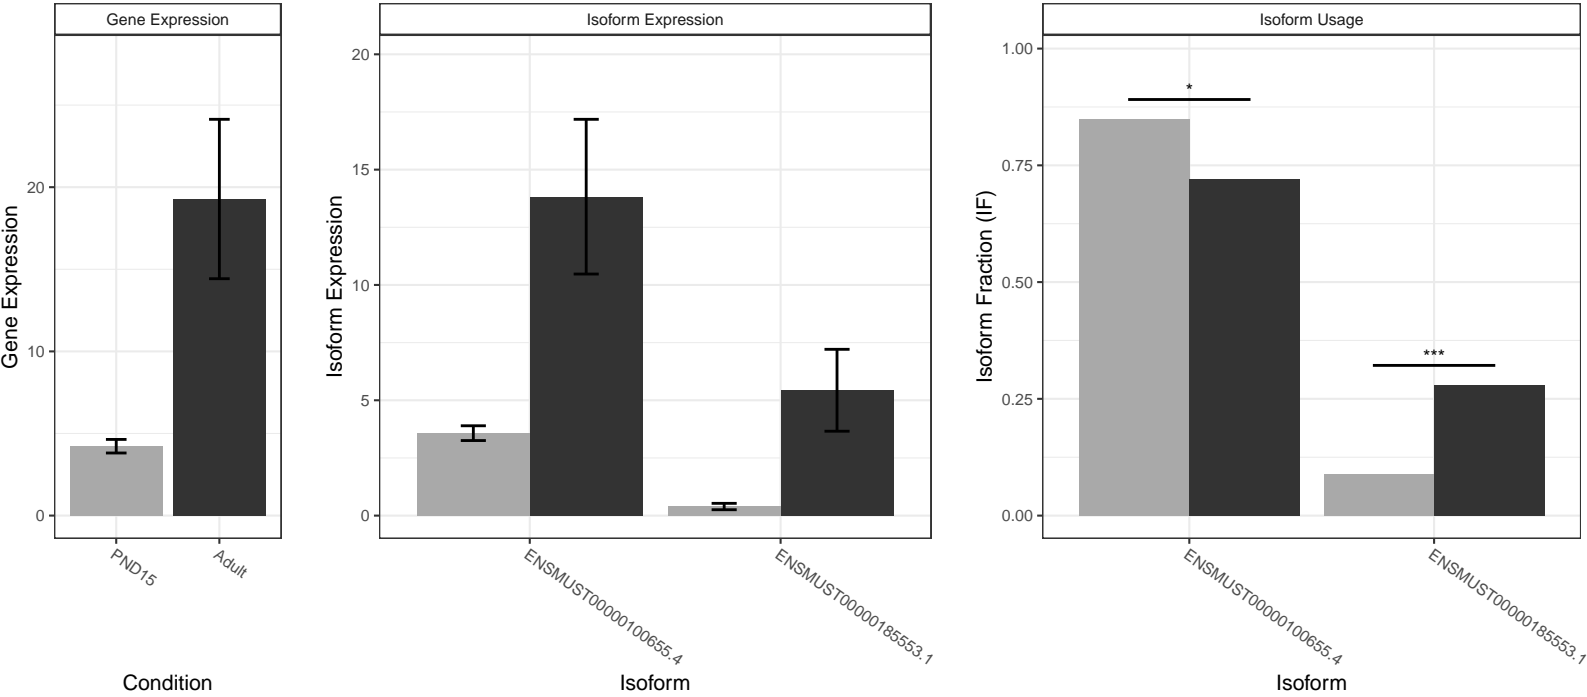 Gene Expression
Gene Expression
20
10
0
PND15
Adult
Condition
Isoform Expression
Isoform Expression
20
15
10
5
0
ENSMUST00000100655.4
ENSMUST00000185553.1
Isoform
Isoform Usage
Isoform Fraction (IF)
1.00
0.75
0.50
0.25
0.00
*
***
ENSMUST00000100655.4
ENSMUST00000185553.1
Isoform